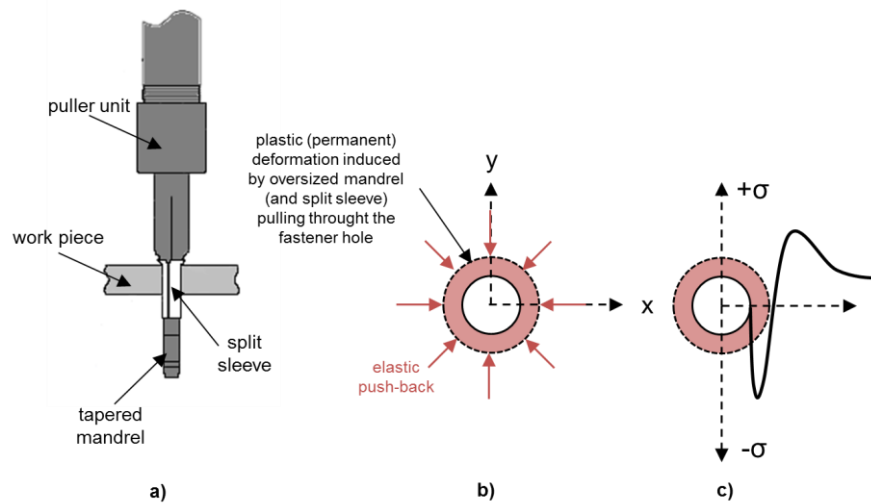 puller unit
work piece
split
sleeve
tapered
mandrel
a)
plastic (permanent)
deformation induced
by oversized mandrel
(and split sleeve)
pulling throught the
fastener hole
y
x
elastic
push-back
b)
+σ
-σ
c)